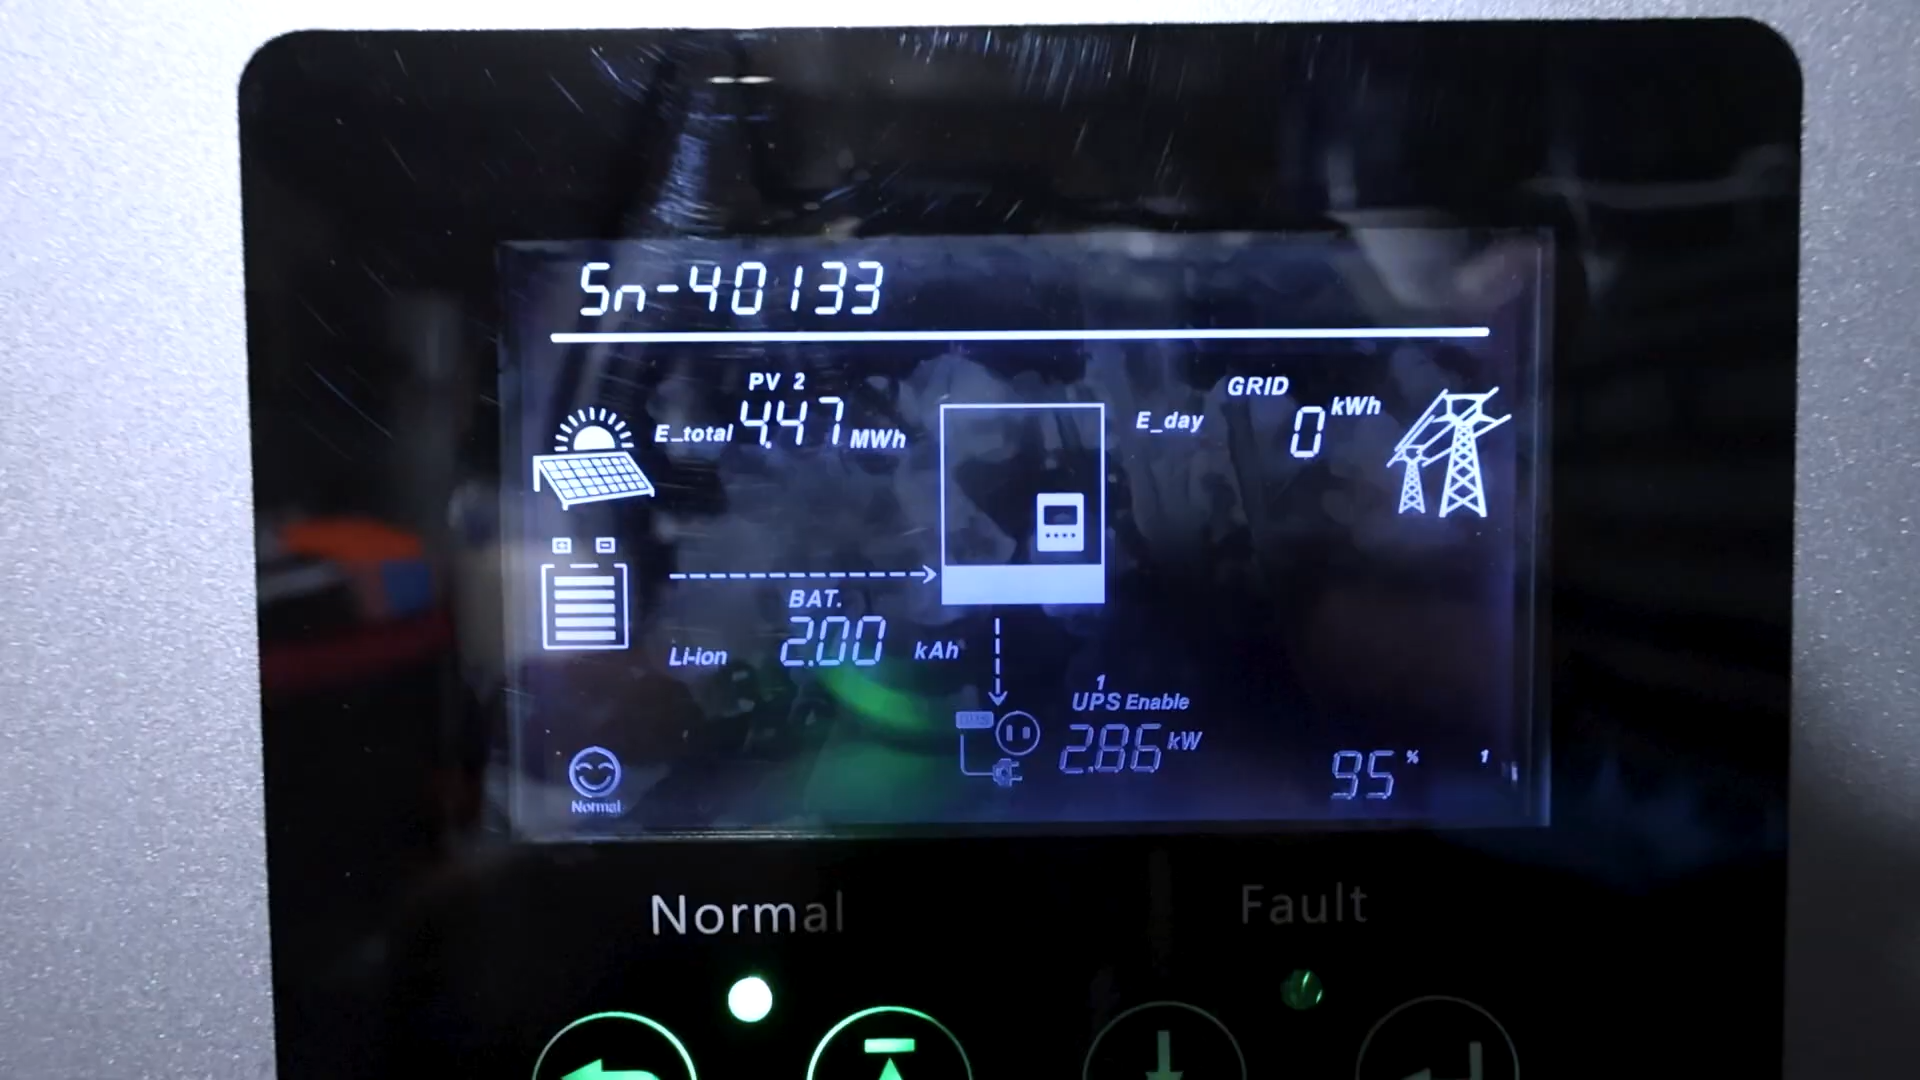 Sn-40133
PV 2
E_total 4.47 MWh
GRID
E_day 0 kWh
BAT.
Li-ion 2.00 kAh
1
UPS Enable
2.86 kW
95 % 1
Normal
Normal Fault